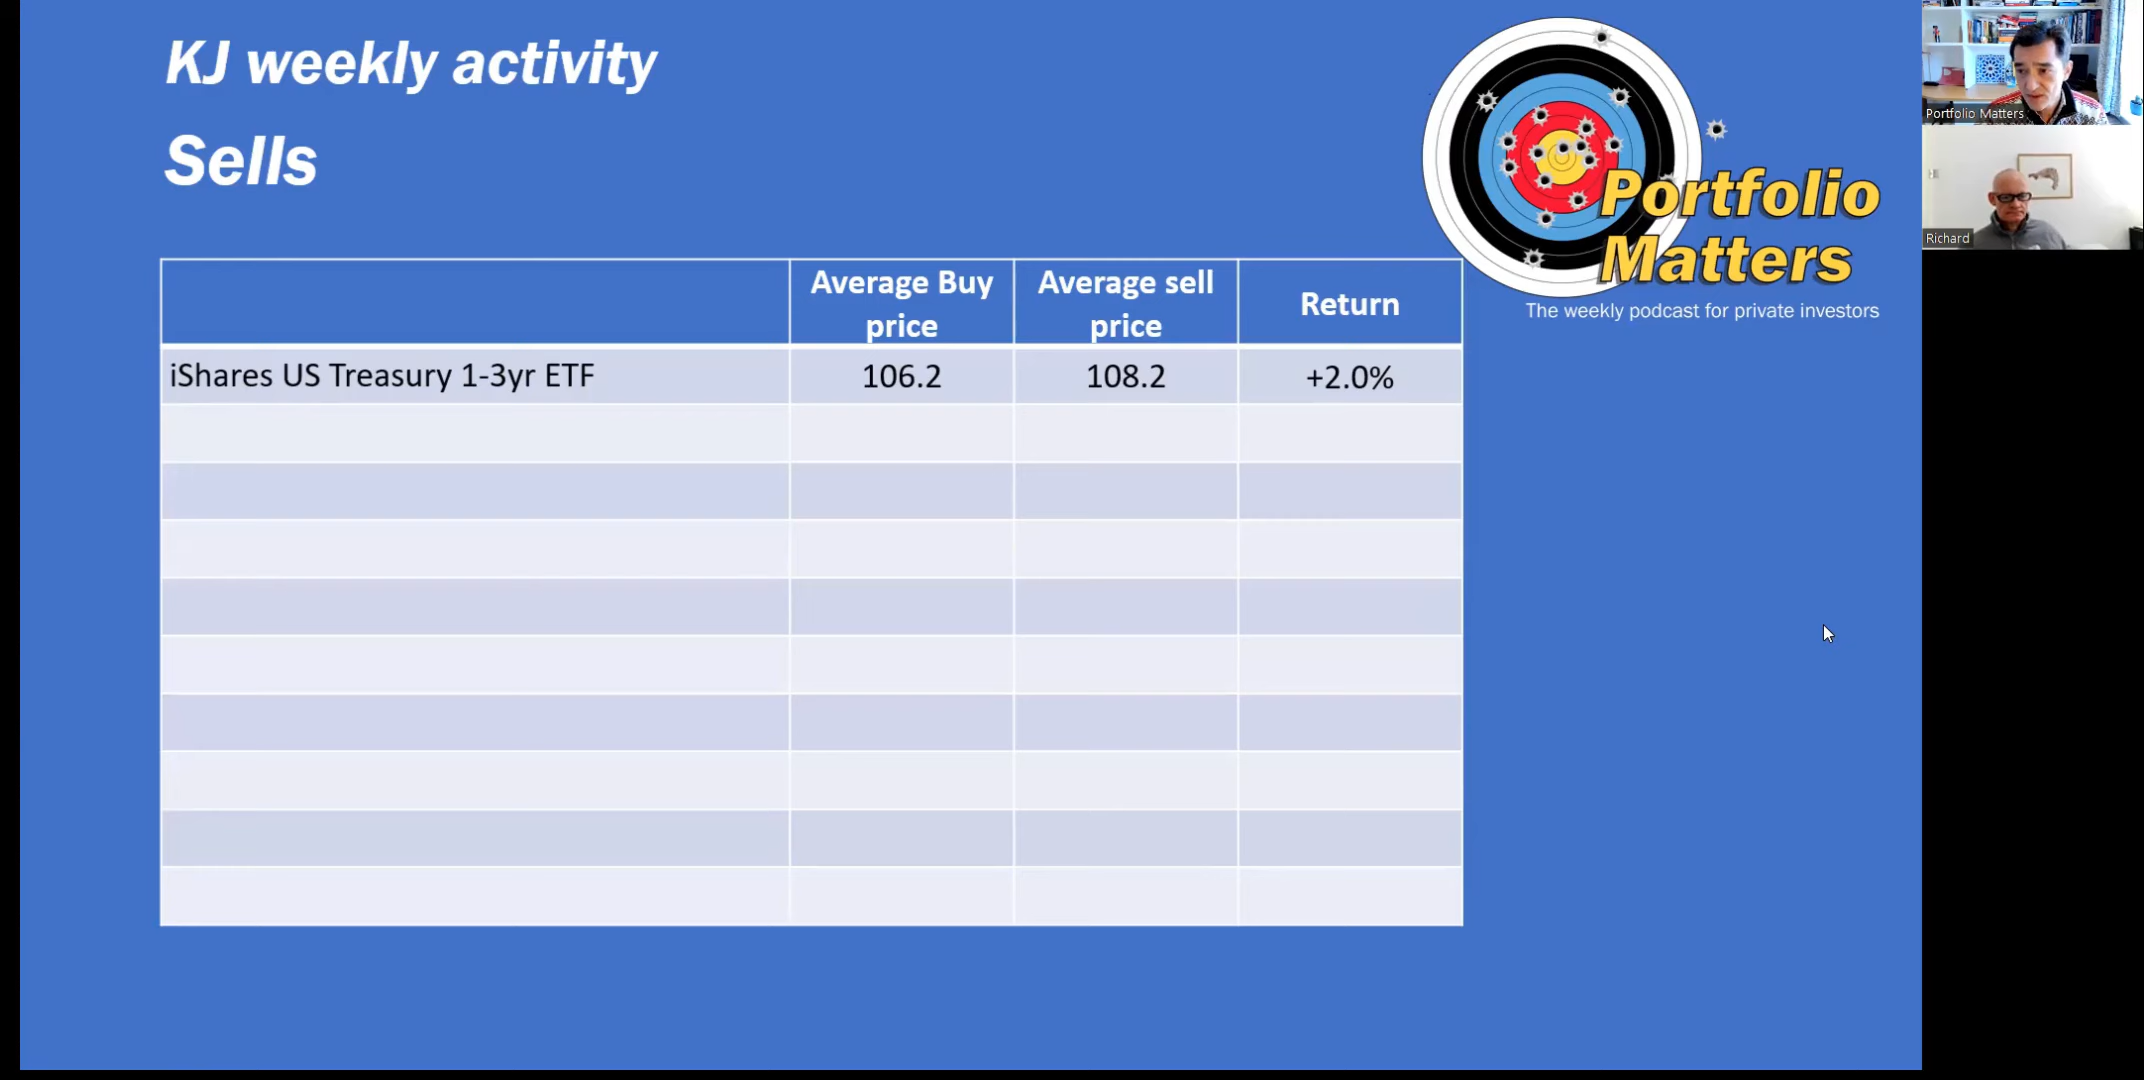 KJ weekly activity
Sells
Portfolio
Matters
The weekly podcast for private investors
Average Buy price
Average sell price
Return
iShares US Treasury 1-3yr ETF 106.2 108.2 +2.0%
Portfolio Matters
Richard